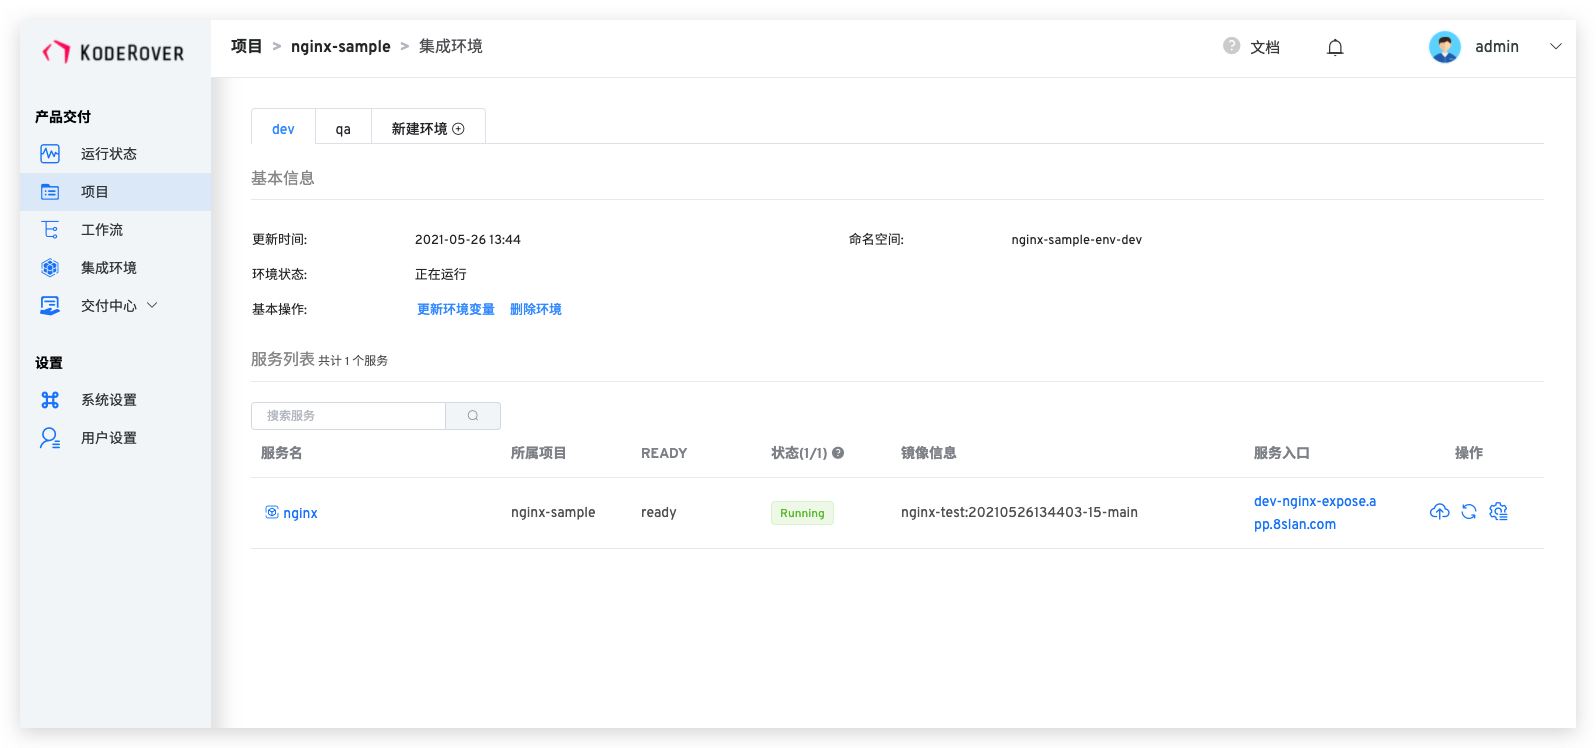 KODEROVER
项目 > nginx-sample > 集成环境
文档
admin
产品交付
运行状态
项目
工作流
集成环境
交付中心
设置
系统设置
用户设置
dev qa 新建环境
基本信息
更新时间: 2021-05-26 13:44 命名空间: nginx-sample-env-dev
环境状态: 正在运行
基本操作: 更新环境变量 删除环境
服务列表 共计 1 个服务
搜索服务
服务名 所属项目 READY 状态(1/1) 镜像信息 服务入口 操作
nginx nginx-sample ready Running nginx-test:20210526134403-15-main dev-nginx-expose.a
pp.8slan.com